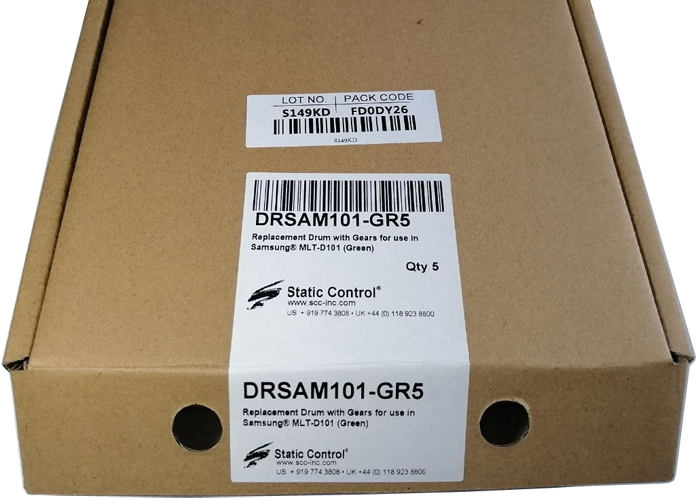 LOT NO. PACK CODE
S149KD FD0DY26
S149KD
DRSAM101-GR5
Replacement Drum with Gears for use in
Samsung® MLT-D101 (Green)
Qty 5
Static Control®
www.scc-inc.com
US + 919 774 3808 • UK +44 (0) 118 923 8800
DRSAM101-GR5
Replacement Drum with Gears for use in
Samsung® MLT-D101 (Green)
Static Control®
www.scc-inc.com
US + 919 774 3808 • UK +44 (0) 118 923 8800